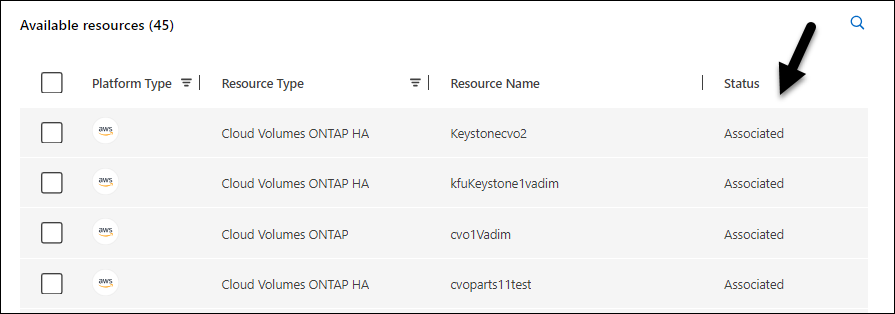 Available resources (45)
Platform Type Resource Type Resource Name Status
aws Cloud Volumes ONTAP HA Keystonecvo2 Associated
aws Cloud Volumes ONTAP HA kfuKeystone1vadim Associated
aws Cloud Volumes ONTAP cvo1Vadim Associated
aws Cloud Volumes ONTAP HA cvoparts11test Associated